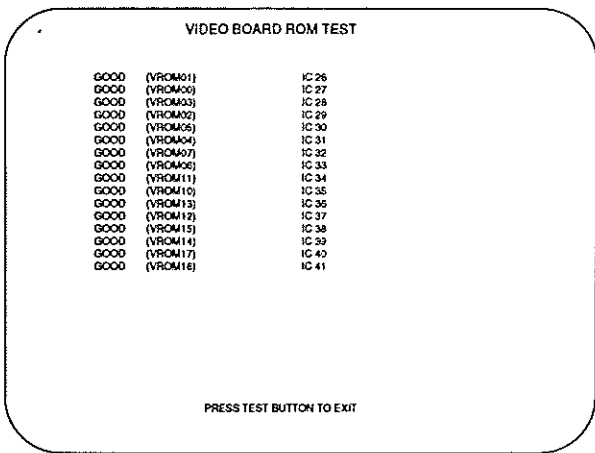 VIDEO BOARD ROM TEST
GOOD (VROM01) IC 26
GOOD (VROM00) IC 27
GOOD (VROM03) IC 28
GOOD (VROM02) IC 29
GOOD (VROM05) IC 30
GOOD (VROM04) IC 31
GOOD (VROM07) IC 32
GOOD (VROM06) IC 33
GOOD (VROM11) IC 34
GOOD (VROM10) IC 35
GOOD (VROM13) IC 36
GOOD (VROM12) IC 37
GOOD (VROM15) IC 38
GOOD (VROM14) IC 39
GOOD (VROM17) IC 40
GOOD (VROM16) IC 41
PRESS TEST BUTTON TO EXIT